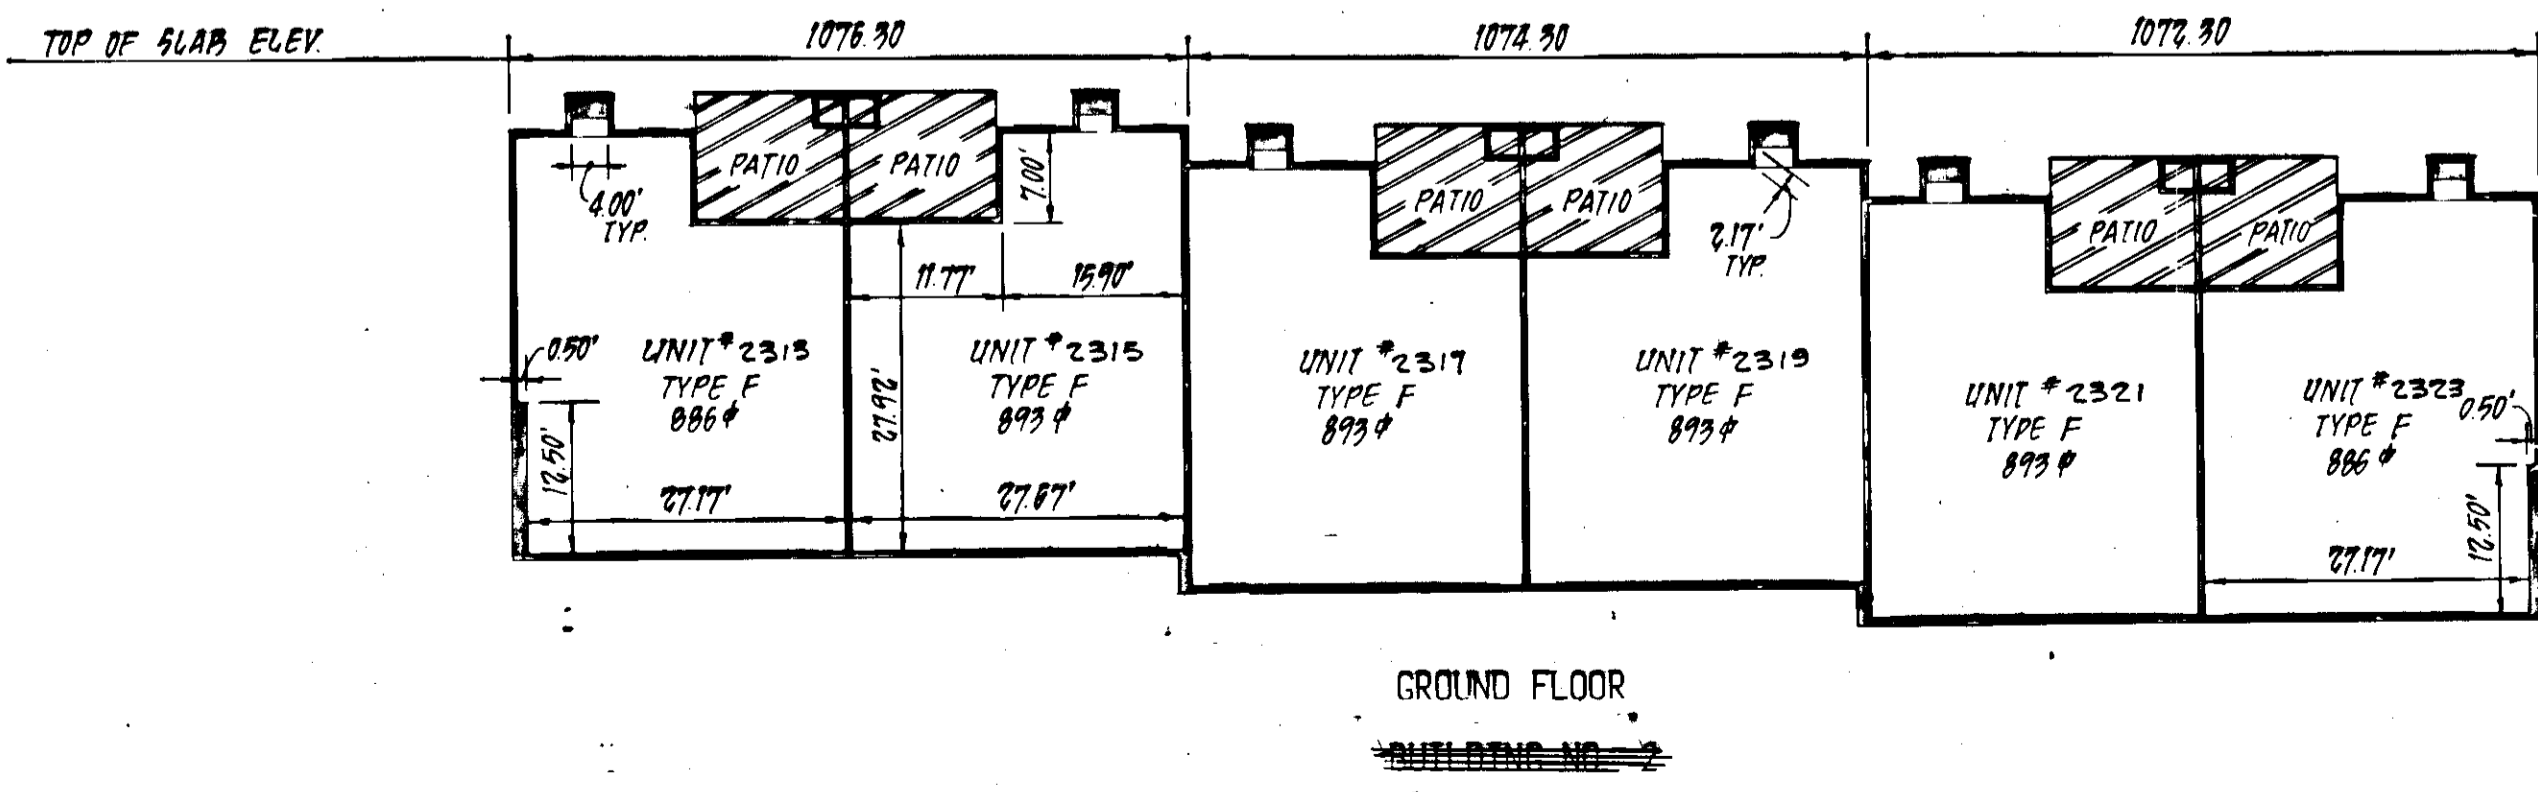 TOP OF SLAB ELEV.
1076.30
1074.30
1072.30
PATIO
PATIO
7.00'
4.00'
TYP.
PATIO
PATIO
2.17'
TYP.
PATIO
PATIO
11.77'
15.90'
0.50'
UNIT #2313
TYPE F
886 ⌽
UNIT #2315
TYPE F
893 ⌽
27.92'
12.50'
27.17'
27.67'
UNIT #2317
TYPE F
893 ⌽
UNIT #2319
TYPE F
893 ⌽
UNIT #2321
TYPE F
893 ⌽
UNIT #2323
TYPE F
886 ⌽
0.50'
12.50'
27.17'
GROUND FLOOR
BUILDING NO. 2